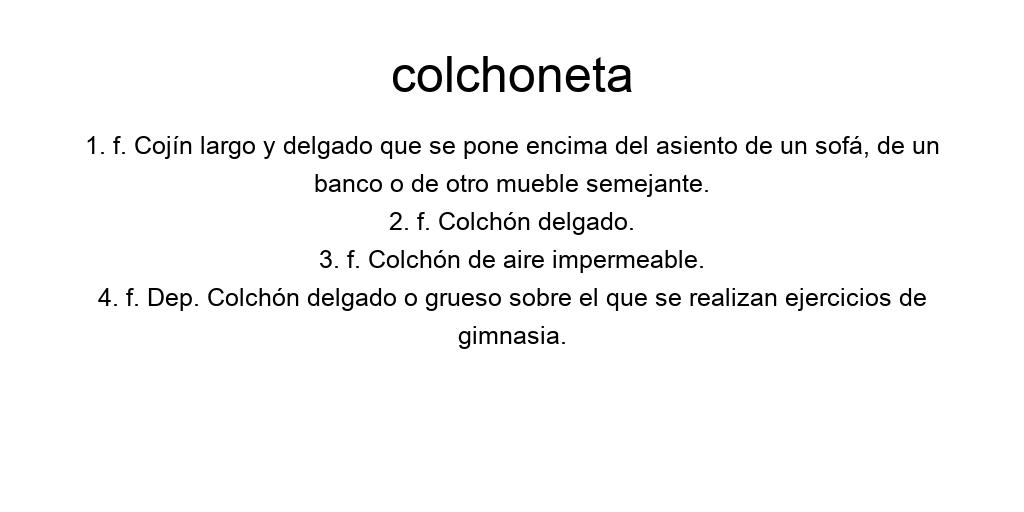 colchoneta
1. f. Cojín largo y delgado que se pone encima del asiento de un sofá, de un
banco o de otro mueble semejante.
2. f. Colchón delgado.
3. f. Colchón de aire impermeable.
4. f. Dep. Colchón delgado o grueso sobre el que se realizan ejercicios de
gimnasia.